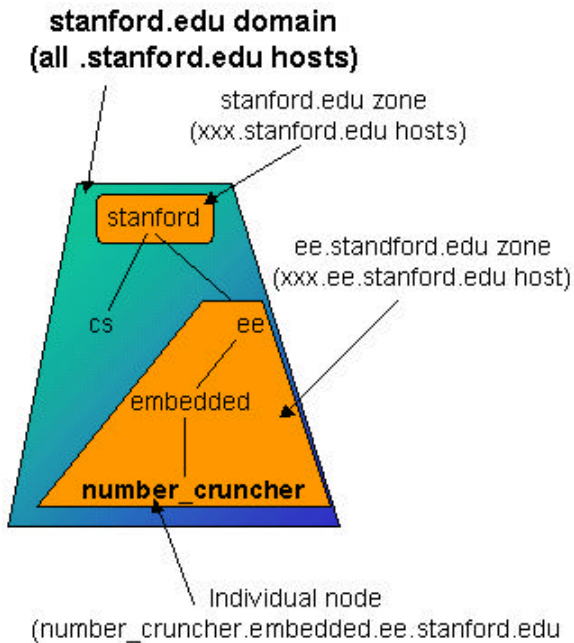 stanford.edu domain
(all .stanford.edu hosts)
stanford.edu zone
(xxx.stanford.edu hosts)
stanford
ee.standford.edu zone
(xxx.ee.stanford.edu host)
cs
ee
embedded
number_cruncher
Individual node
(number_cruncher.embedded.ee.stanford.edu